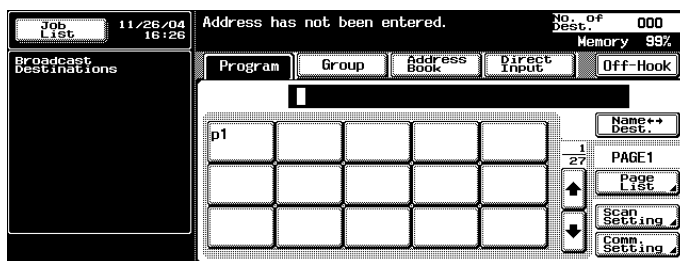 Job
List
11/26/04
16:26
Address has not been entered.
No. of
Dest.
000
Memory 99%
Broadcast
Destinations
Program
Group
Address
Book
Direct
Input
Off-Hook
Name↔
Dest.
p1
1
27
PAGE1
Page
List
Scan
Setting
Comm.
Setting